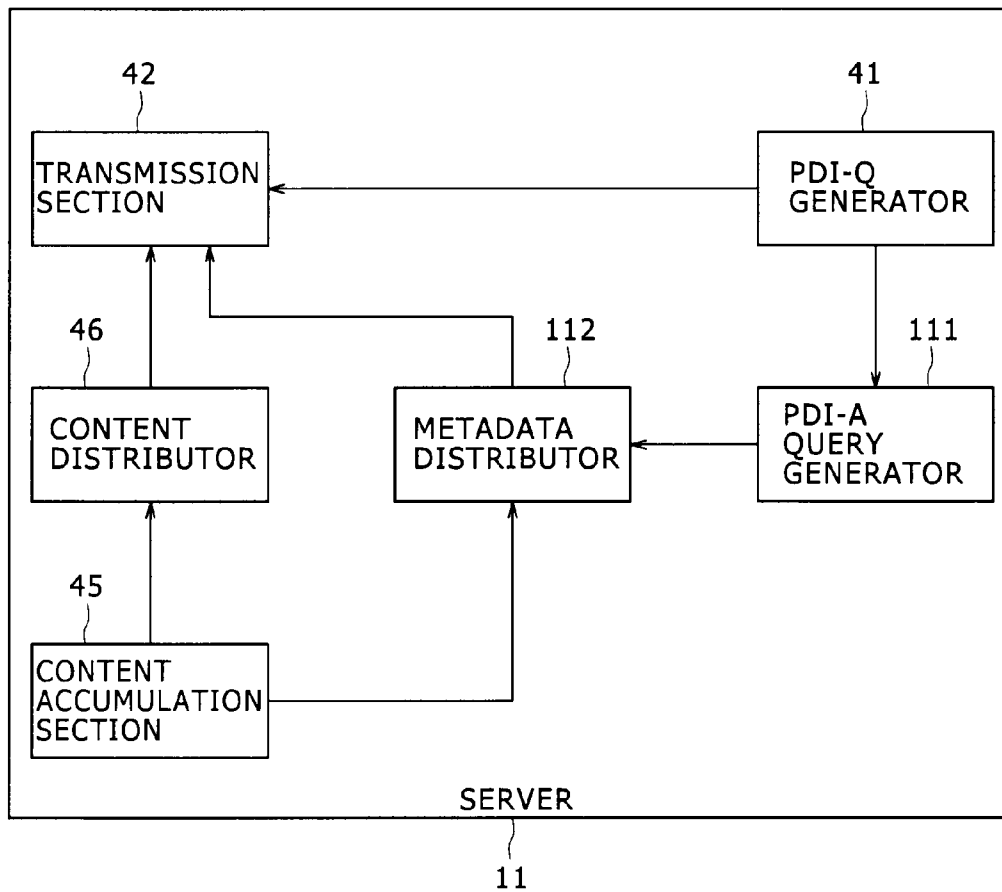 42
41
TRANSMISSION
SECTION
PDI-Q
GENERATOR
46
112
111
CONTENT
DISTRIBUTOR
METADATA
DISTRIBUTOR
PDI-A
QUERY
GENERATOR
45
CONTENT
ACCUMULATION
SECTION
SERVER
11